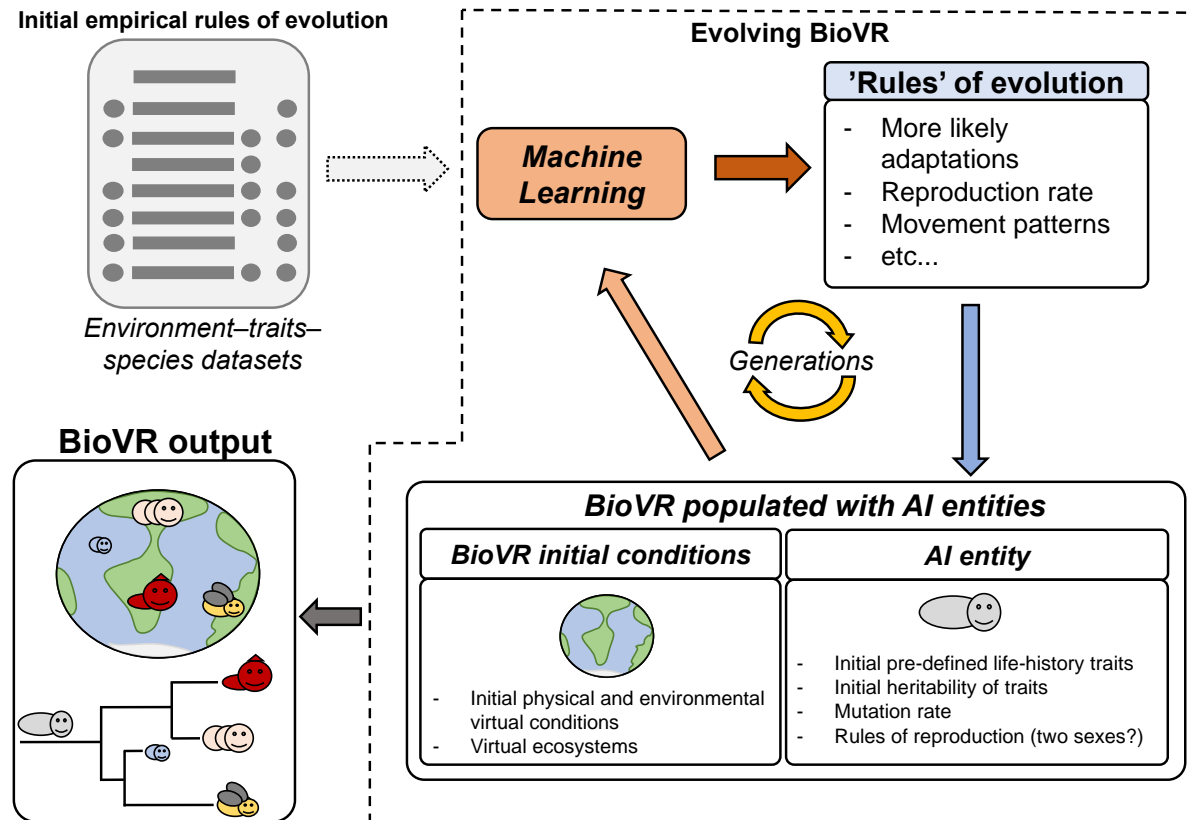 Initial empirical rules of evolution
Environment–traits–
species datasets
Evolving BioVR
Machine
Learning
’Rules’ of evolution
- More likely
adaptations
- Reproduction rate
- Movement patterns
- etc...
Generations
BioVR populated with AI entities
BioVR initial conditions
- Initial physical and environmental
virtual conditions
- Virtual ecosystems
AI entity
- Initial pre-defined life-history traits
- Initial heritability of traits
- Mutation rate
- Rules of reproduction (two sexes?)
BioVR output